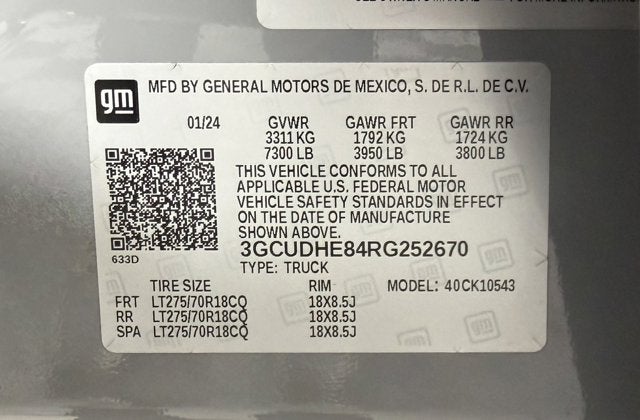 gm
MFD BY GENERAL MOTORS DE MEXICO, S. DE R.L. DE C.V.
01/24 GVWR GAWR FRT GAWR RR
3311 KG 1792 KG 1724 KG
7300 LB 3950 LB 3800 LB
THIS VEHICLE CONFORMS TO ALL
APPLICABLE U.S. FEDERAL MOTOR
VEHICLE SAFETY STANDARDS IN EFFECT
ON THE DATE OF MANUFACTURE
SHOWN ABOVE.
633D
3GCUDHE84RG252670
TYPE: TRUCK
TIRE SIZE RIM MODEL: 40CK10543
FRT LT275/70R18CQ 18X8.5J
RR LT275/70R18CQ 18X8.5J
SPA LT275/70R18CQ 18X8.5J